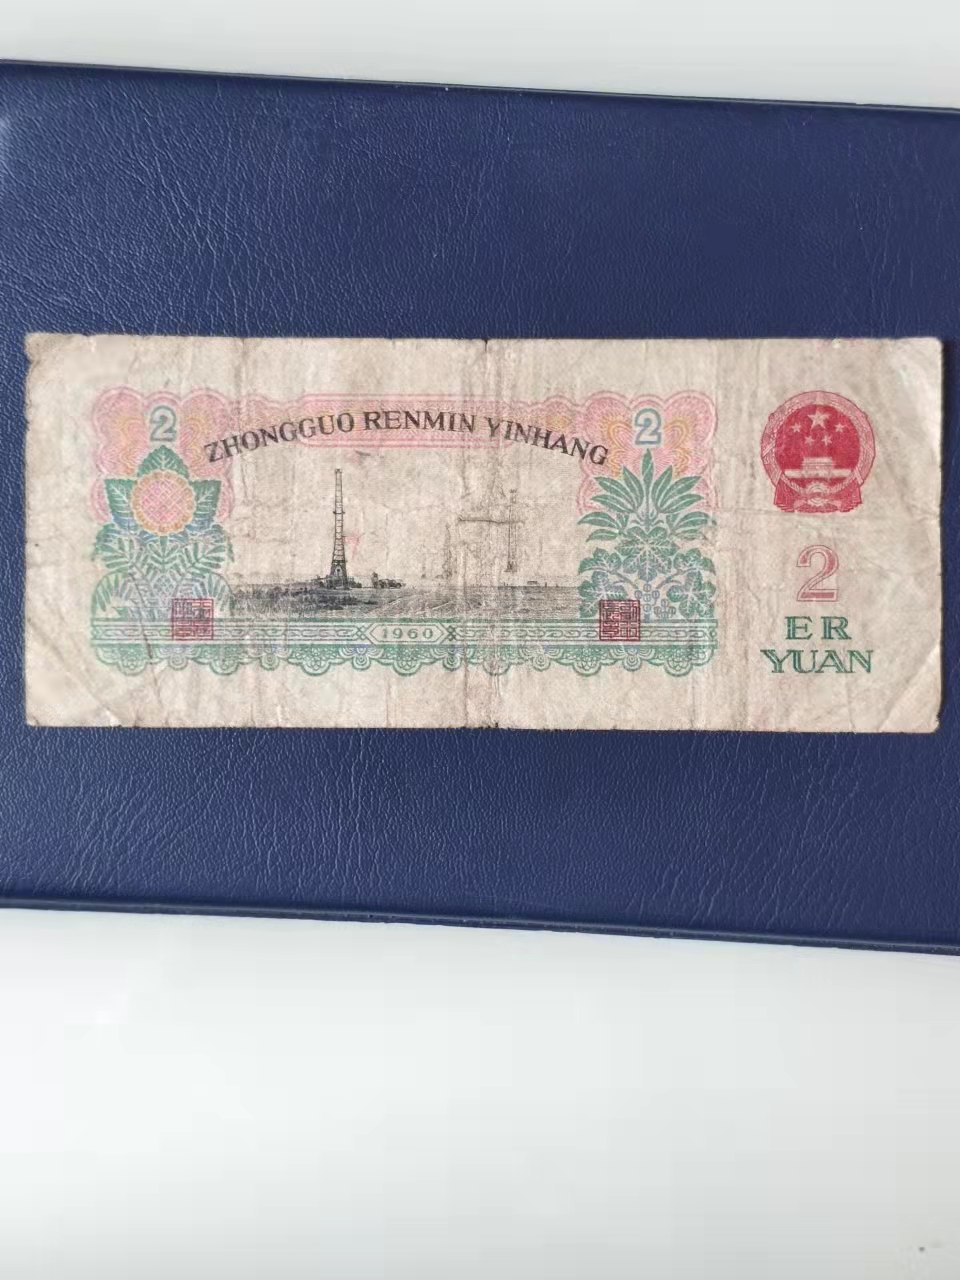 2
2
ZHONGGUO RENMIN YINHANG
2
1960
ER
YUAN